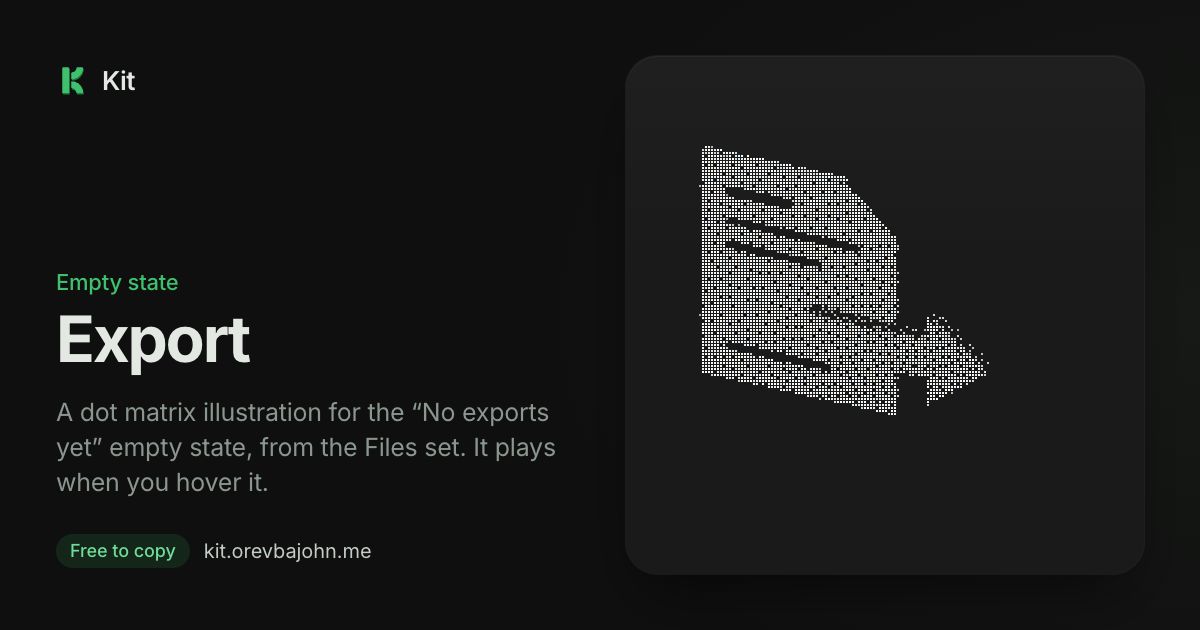 Kit
Empty state
Export
A dot matrix illustration for the “No exports
yet” empty state, from the Files set. It plays
when you hover it.
Free to copy
kit.orevbajohn.me